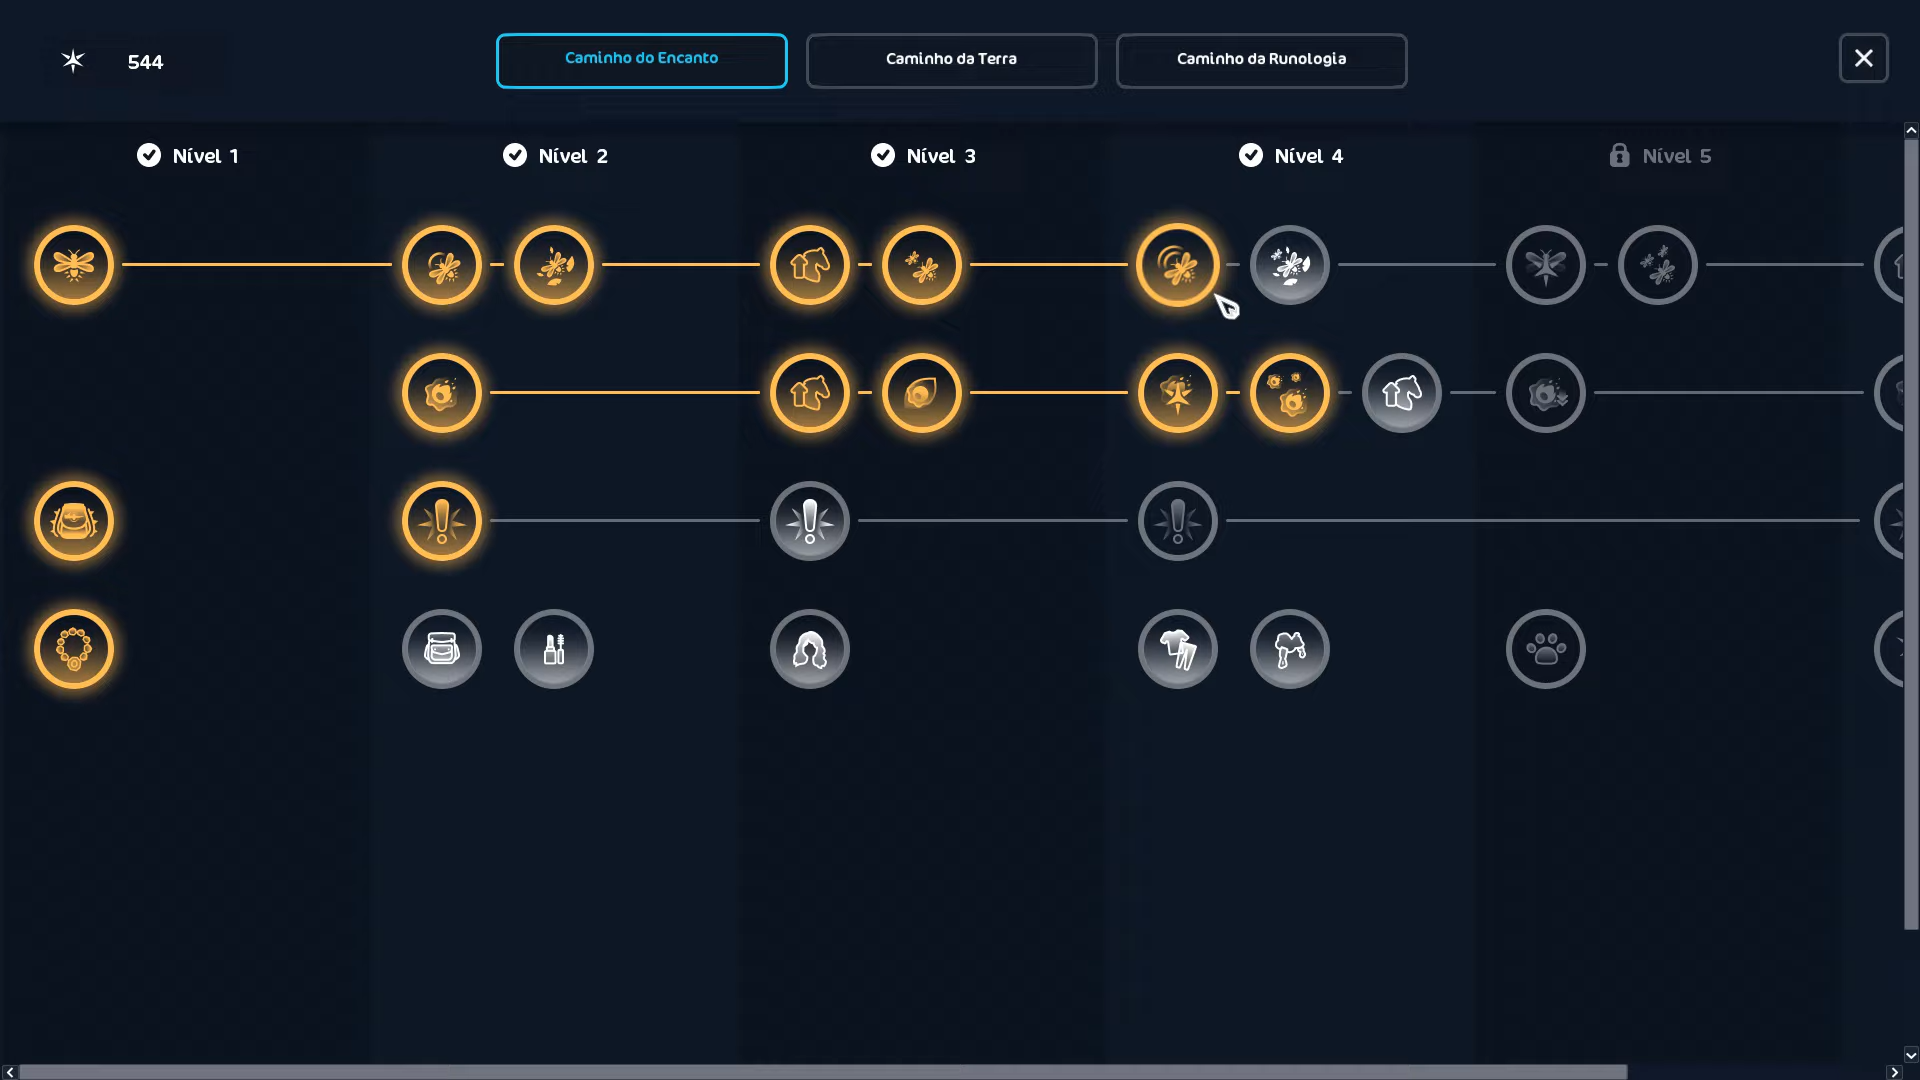 544
Caminho do Encanto
Caminho da Terra
Caminho da Runologia
Nível 1
Nível 2
Nível 3
Nível 4
Nível 5